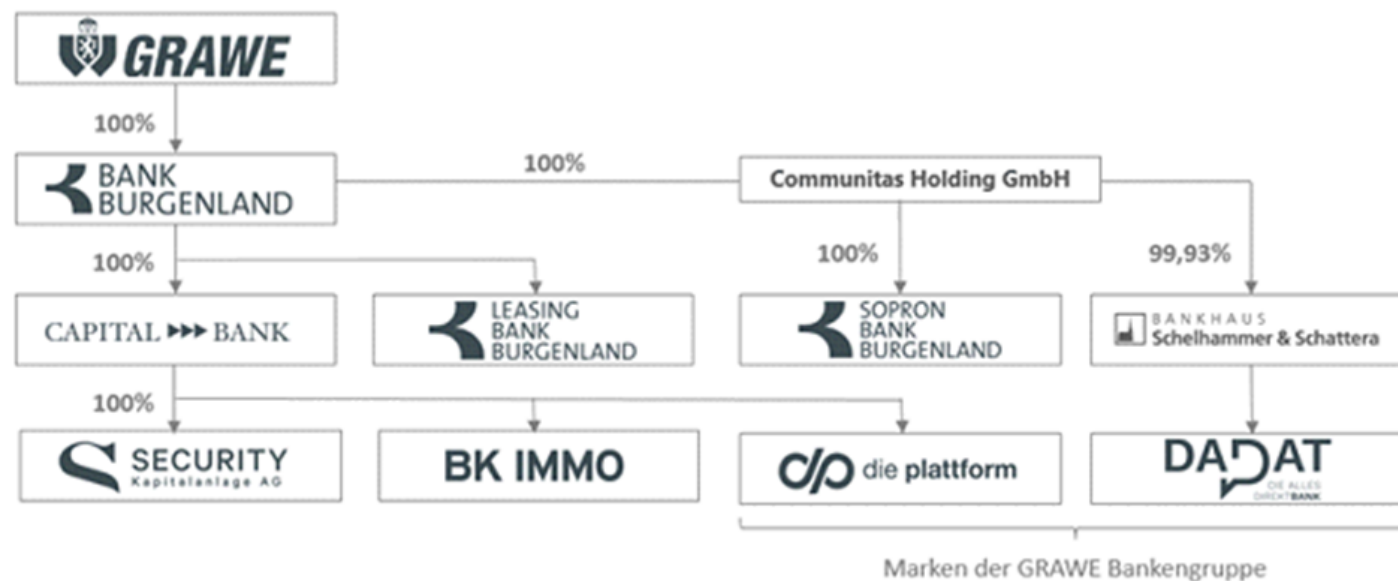 GRAWE
100%
BANK
BURGENLAND
100%
Communitas Holding GmbH
100%
100%
99,93%
CAPITAL BANK
LEASING
BANK
BURGENLAND
SOPRON
BANK
BURGENLAND
BANKHAUS
Schelhammer & Schattera
100%
SECURITY
Kapitalanlage AG
BK IMMO
die plattform
DADAT
DIE ALLES
DIREKTBANK
Marken der GRAWE Bankengruppe